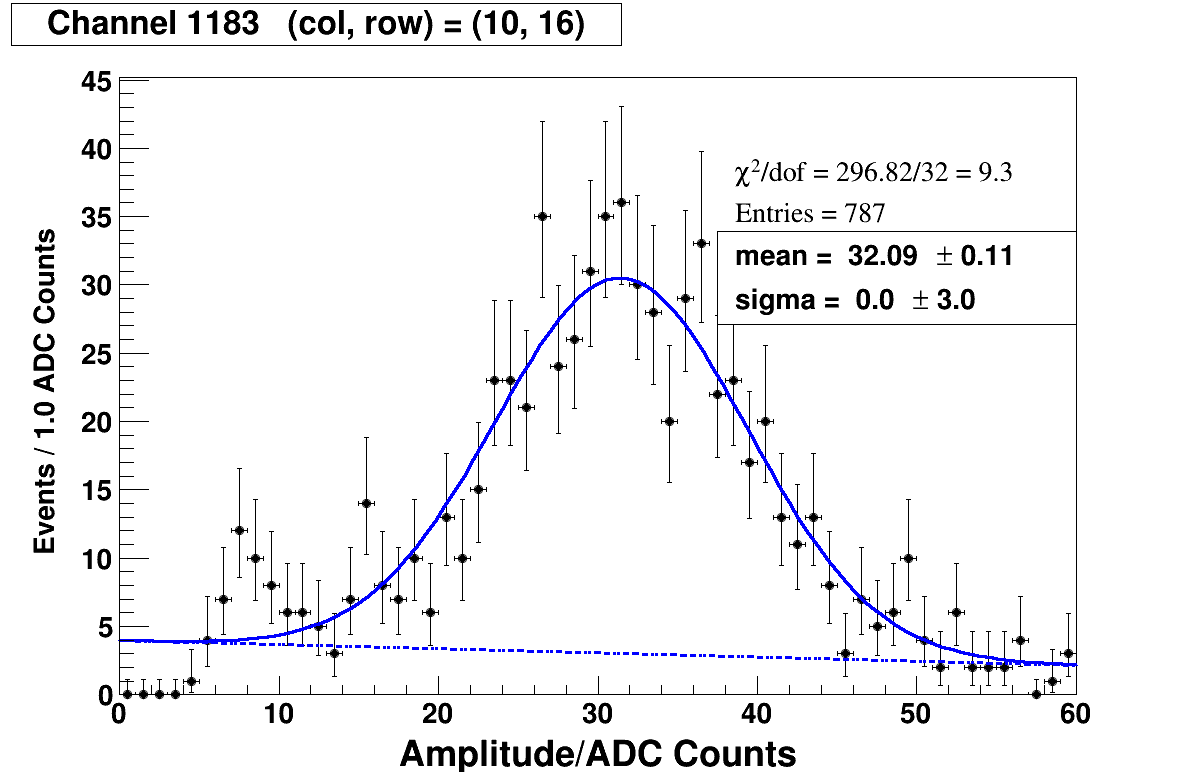 Channel 1183 (col, row) = (10, 16)
45
40
35
30
25
20
15
10
5
0
Events / 1.0 ADC Counts
χ²/dof = 296.82/32 = 9.3
Entries = 787
mean = 32.09 ± 0.11
sigma = 0.0 ± 3.0
0 10 20 30 40 50 60
Amplitude/ADC Counts